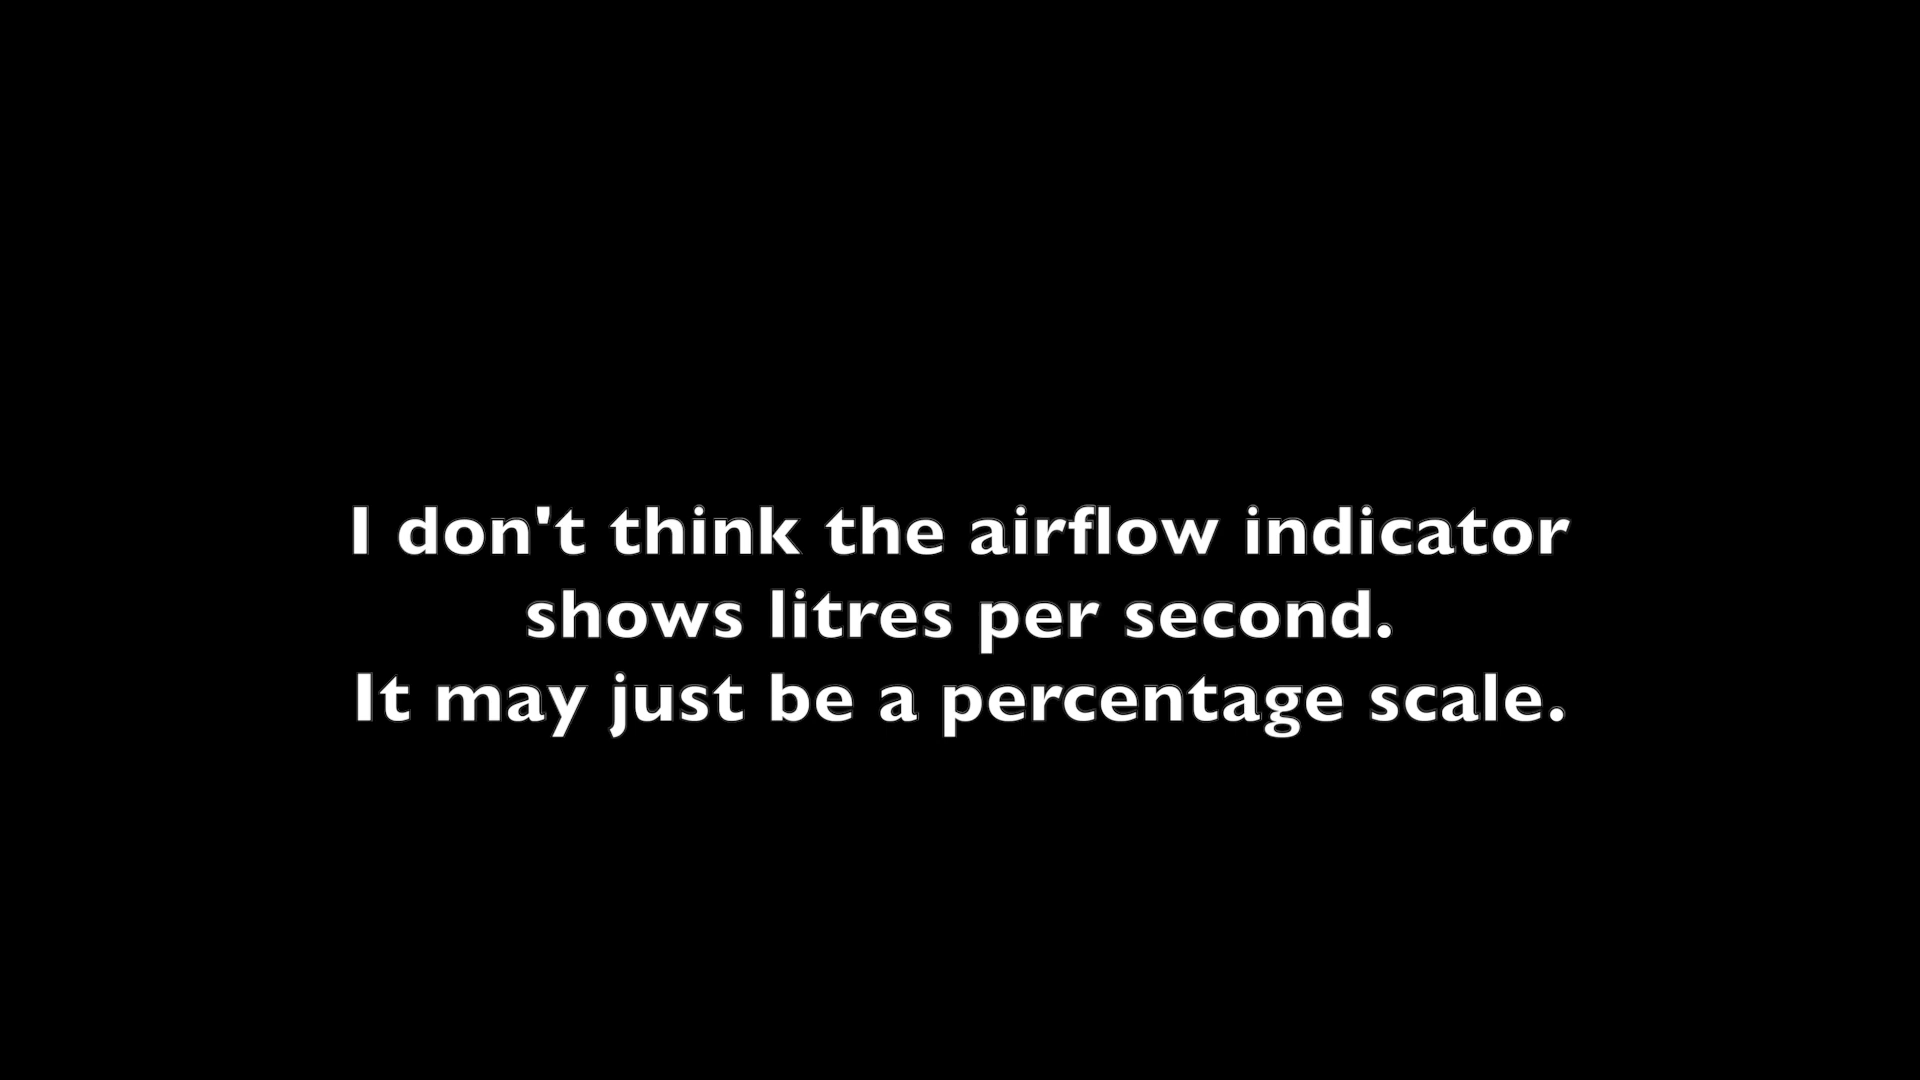 I don't think the airflow indicator
shows litres per second.
It may just be a percentage scale.